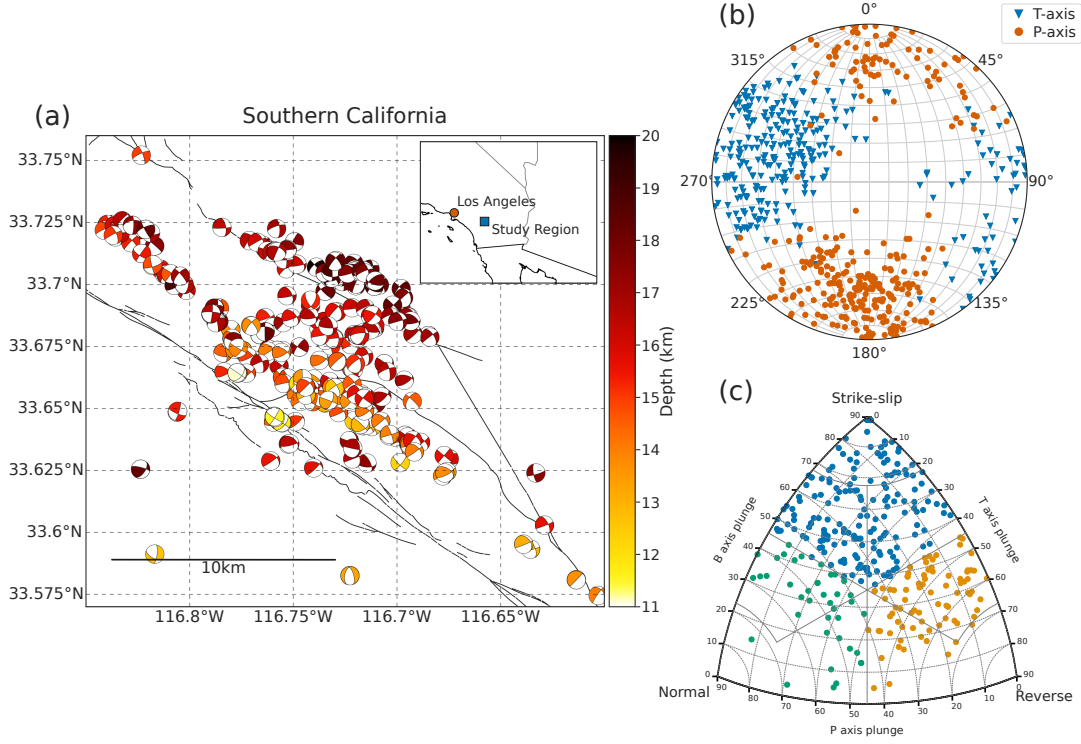 (a)
Southern California
33.75°N
33.725°N
33.7°N
33.675°N
33.65°N
33.625°N
33.6°N
33.575°N
116.8°W
116.75°W
116.7°W
116.65°W
10km
Los Angeles
Study Region
20
19
18
17
16
15
14
13
12
11
Depth (km)
(b)
T-axis
P-axis
0°
45°
90°
135°
180°
225°
270°
315°
(c)
Strike-slip
90
80
70
60
50
40
30
20
10
0
B axis plunge
0
10
20
30
40
50
60
70
80
90
T axis plunge
Normal
90
80
70
60
50
40
30
20
10
0
Reverse
P axis plunge